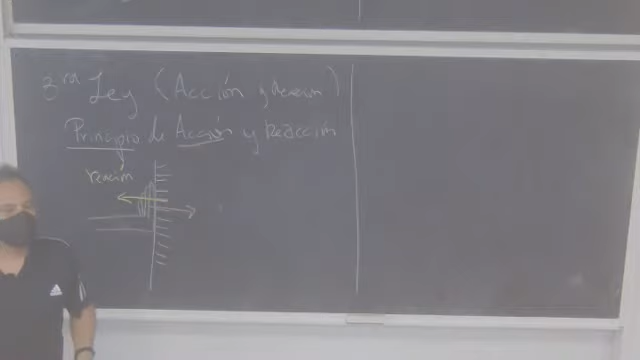 3ra Ley (Acción y Reacción)
Principio de Acción y Reacción
reacción